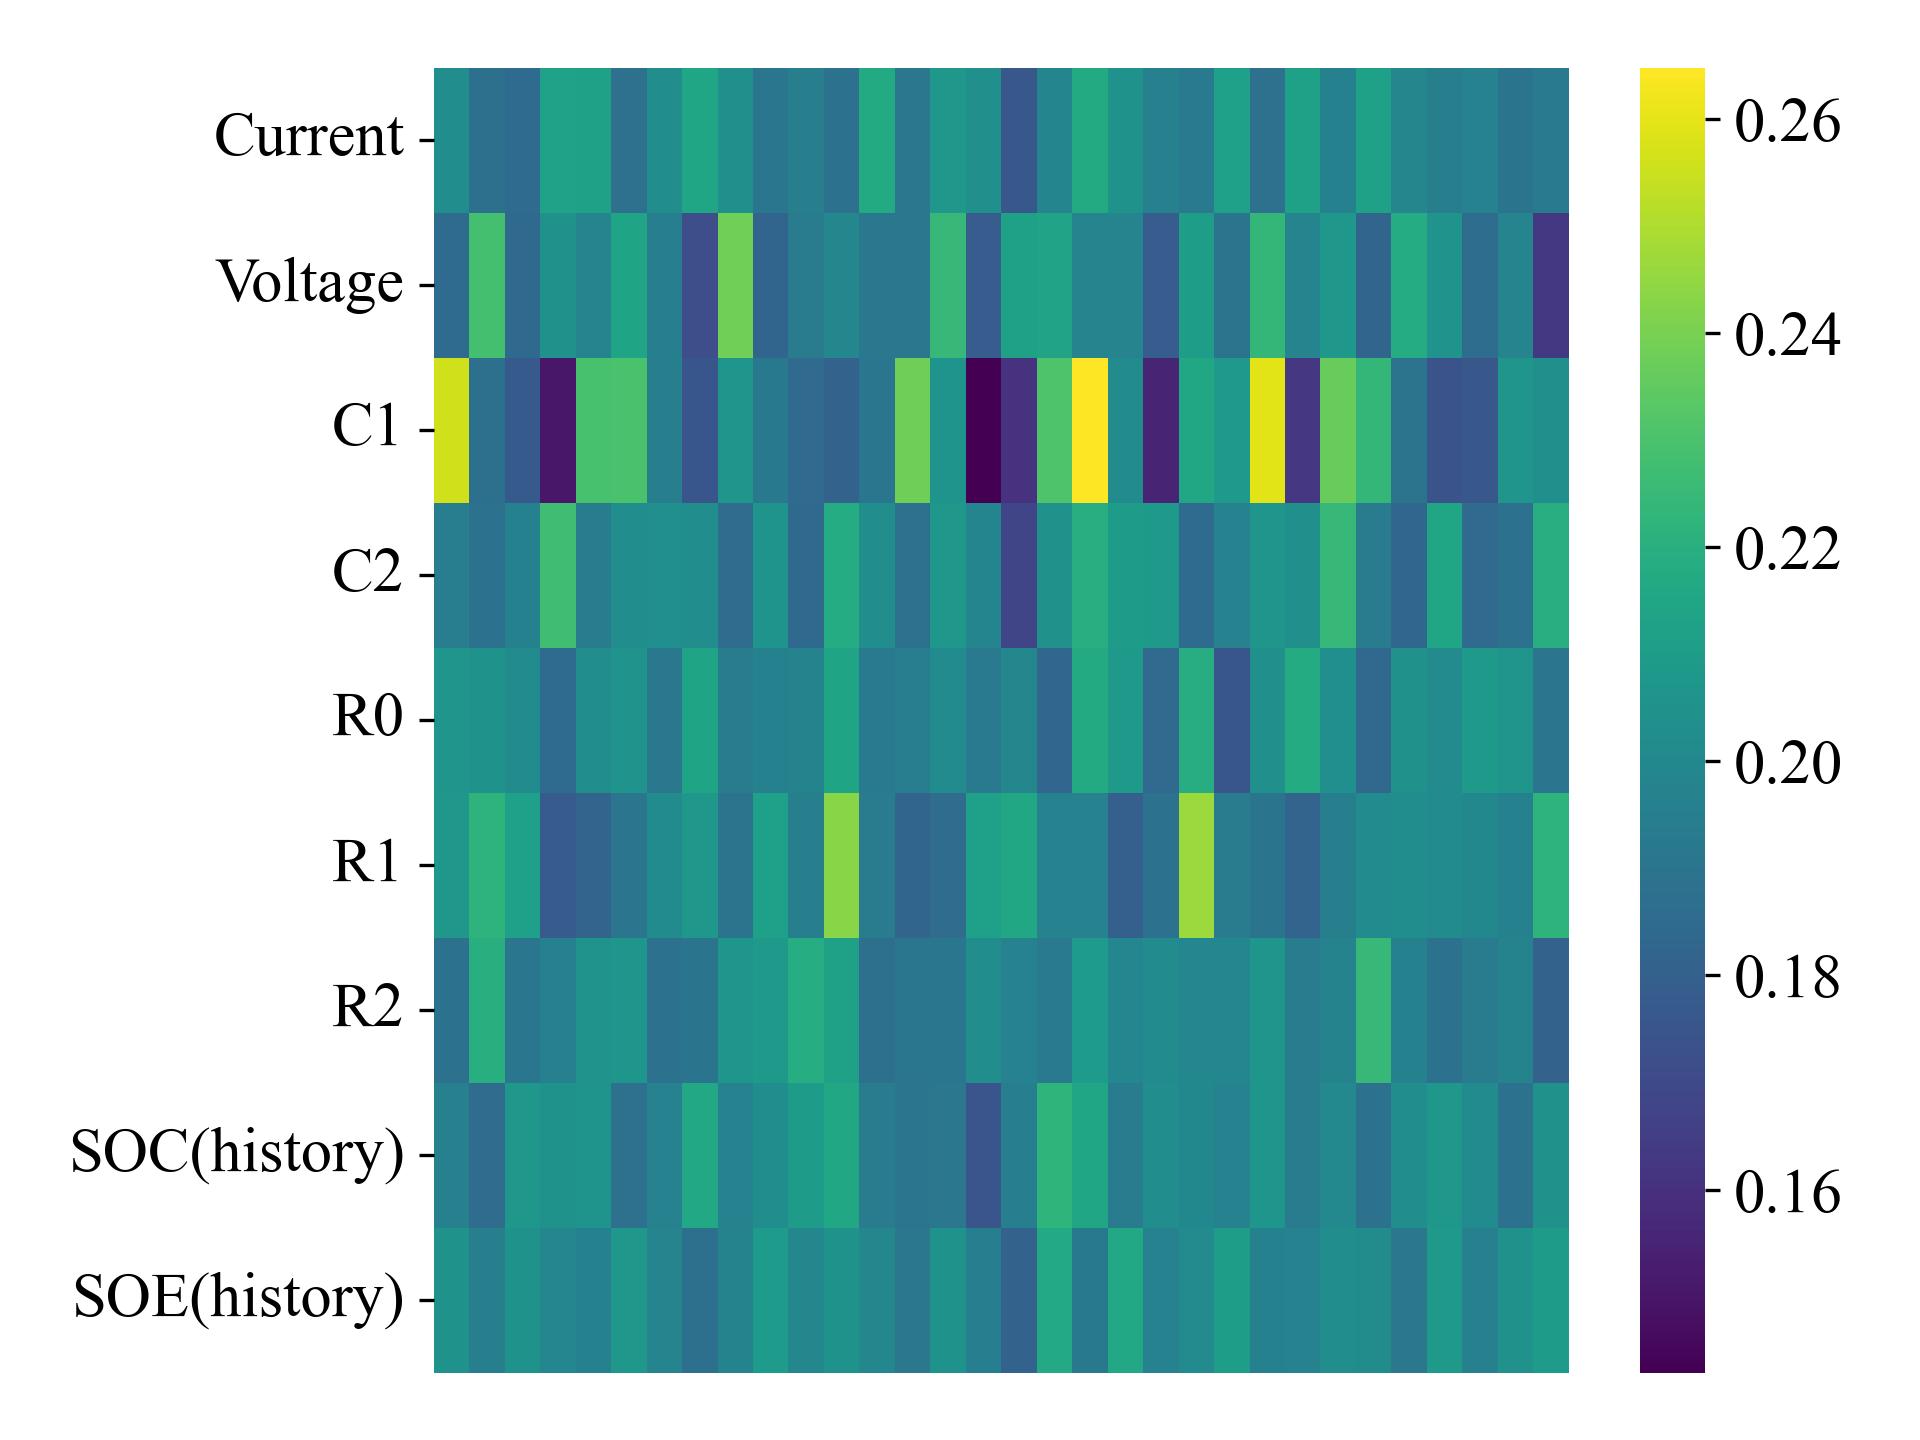 Current
Voltage
C1
C2
R0
R1
R2
SOC(history)
SOE(history)
0.26
0.24
0.22
0.20
0.18
0.16